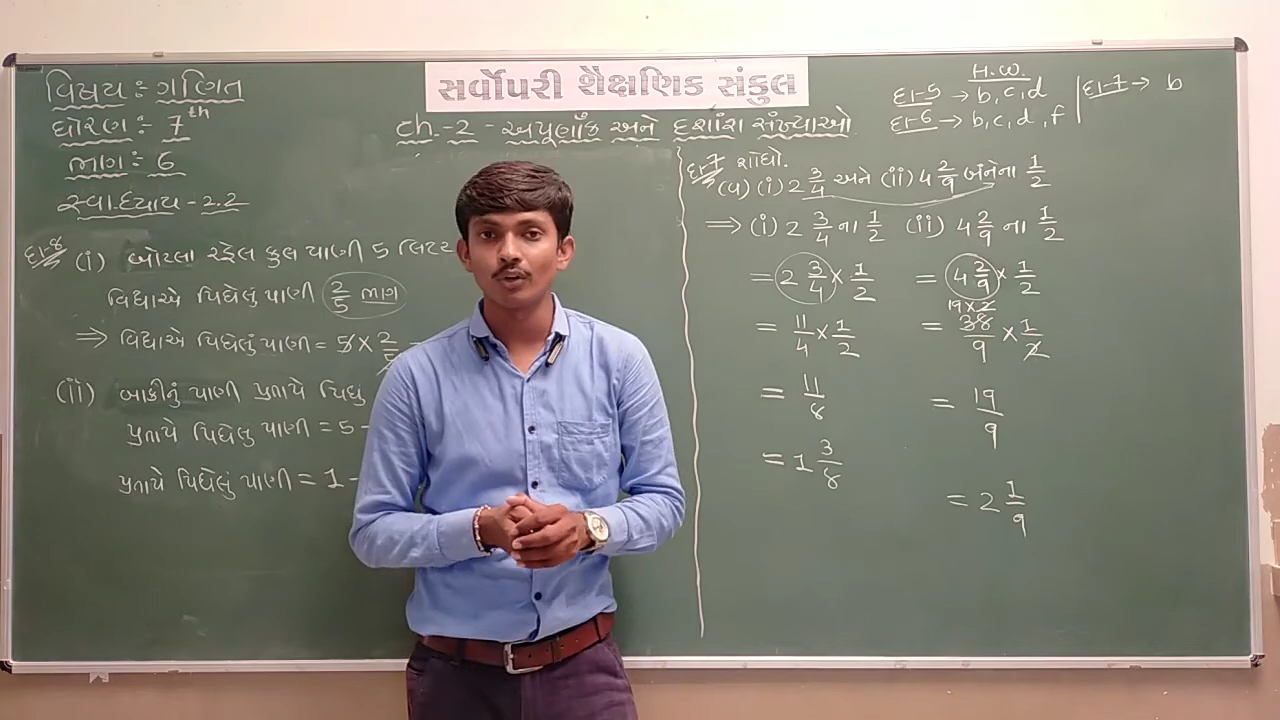 સર્વોપરી શૈક્ષણિક સંકુલ
વિષય :- ગણિત
ધોરણ :- 7th
ભાગ :- 6
સ્વાધ્યાય - 2.2
ch.-2 - અપૂર્ણાંક અને દશાંશ સંખ્યાઓ
H.W.
દા-5 → b, c, d
દા-6 → b, c, d, f
દા-7 → b
દા-8 (i) બોટલમાં રહેલ કુલ પાણી 5 લિટર
વિદ્યાએ પિધેલું પાણી 2/5 ભાગ
⇒ વિદ્યાએ પિધેલું પાણી = 5 × 2/5 =
(ii) બાકીનું પાણી પ્રતાપે પિધુ
પ્રતાપે પિધેલુ પાણી = 5 -
પ્રતાપે પિધેલું પાણી = 1 -
દા-7 શોધો.
(a) (i) 2 3/4 અને (ii) 4 2/9 બંનેના 1/2
⇒ (i) 2 3/4 ના 1/2 (ii) 4 2/9 ના 1/2
= 2 3/4 × 1/2 = 4 2/9 × 1/2
19 × 2
= 11/4 × 1/2 = 38/9 × 1/2
= 11/8 = 19/9
= 1 3/8 = 2 1/9